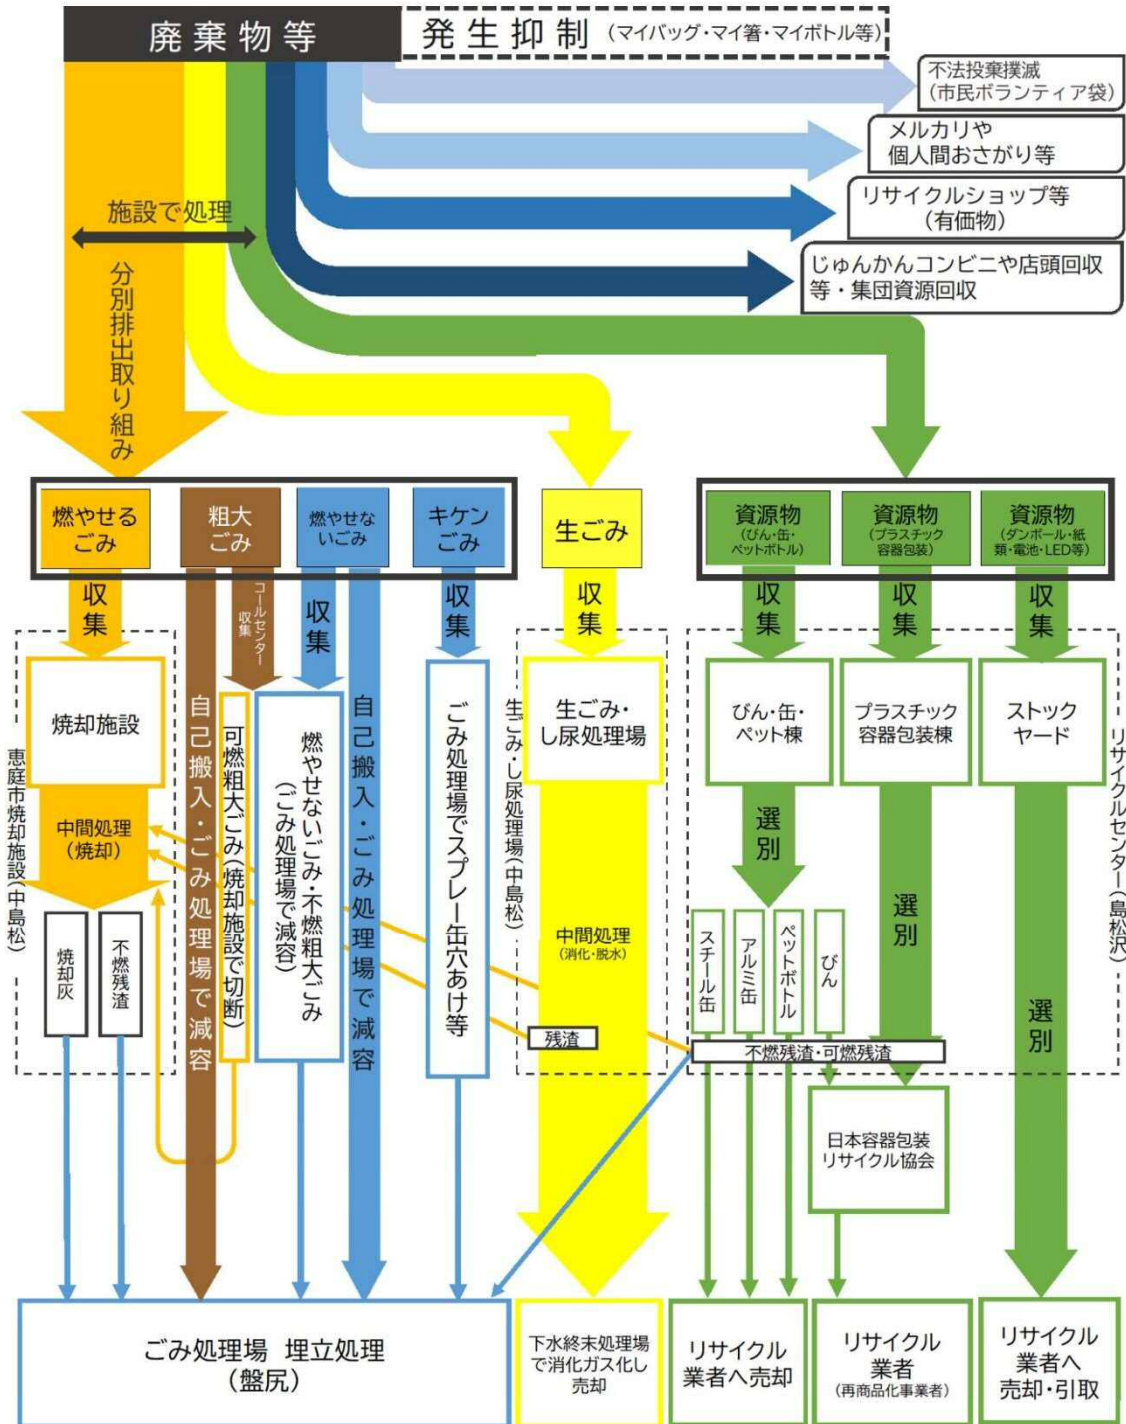 廃棄物等
発生抑制(マイバッグ・マイ箸・マイボトル等)
不法投棄撲滅
(市民ボランティア袋)
メルカリや
個人間おさがり等
リサイクルショップ等
(有価物)
じゅんかんコンビニや店頭回収
等・集団資源回収
施設で処理
分別排出取り組み
燃やせる
ごみ
粗大
ごみ
燃やせな
いごみ
キケン
ごみ
生ごみ
資源物
(びん・缶・
ペットボトル)
資源物
(プラスチック
容器包装)
資源物
(ダンボール・紙
類・電池・LED等)
収集
コールセンター
収集
収集
収集
収集
収集
収集
収集
恵庭市焼却施設(中島松)
焼却施設
中間処理
(焼却)
焼却灰
不燃残渣
自己搬入・ごみ処理場で減容
可燃粗大ごみ(焼却施設で切断)
燃やせないごみ・不燃粗大ごみ
(ごみ処理場で減容)
自己搬入・ごみ処理場で減容
ごみ処理場でスプレー缶穴あけ等
生ごみ・し尿処理場(中島松)
生ごみ・
し尿処理場
中間処理
(消化・脱水)
残渣
びん・缶・
ペット棟
プラスチック
容器包装棟
ストック
ヤード
リサイクルセンター(島松沢)
選別
選別
選別
スチール缶
アルミ缶
ペットボトル
びん
不燃残渣・可燃残渣
日本容器包装
リサイクル協会
ごみ処理場 埋立処理
(盤尻)
下水終末処理場
で消化ガス化し
売却
リサイクル
業者へ売却
リサイクル
業者
(再商品化事業者)
リサイクル
業者へ
売却・引取